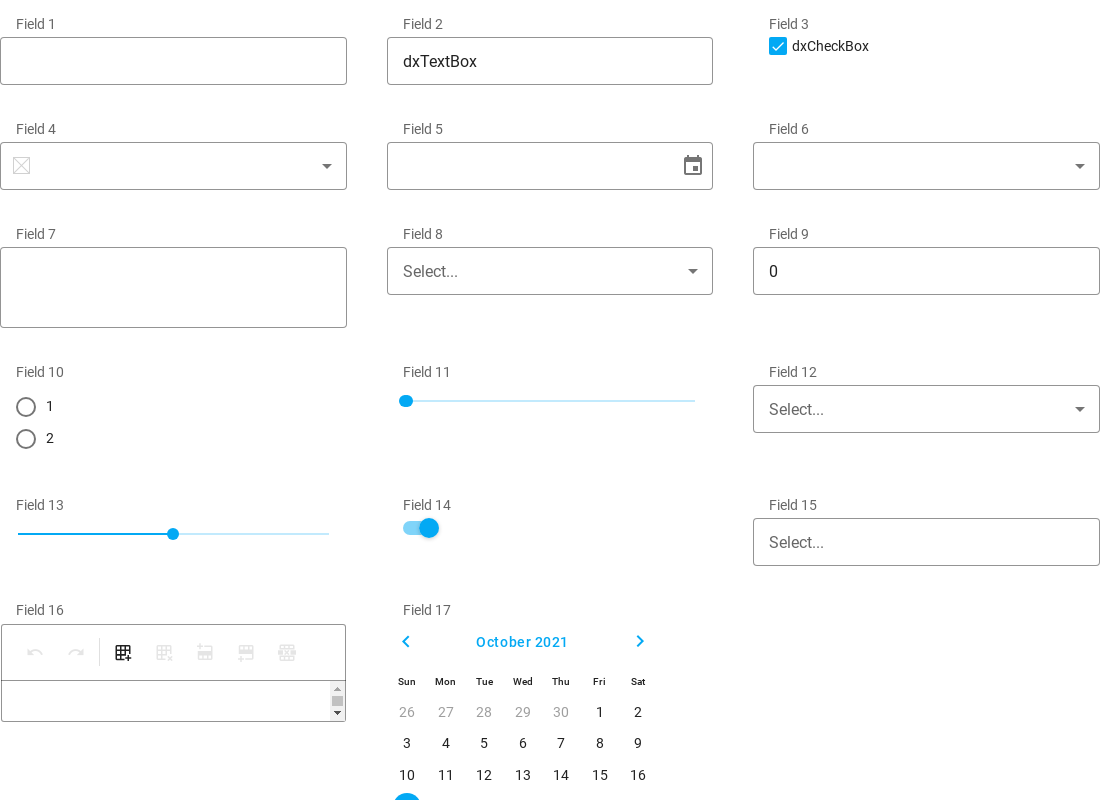 Field 1
Field 2
dxTextBox
Field 3
dxCheckBox
Field 4
Field 5
Field 6
Field 7
Field 8
Select...
Field 9
0
Field 10
1
2
Field 11
Field 12
Select...
Field 13
Field 14
Field 15
Select...
Field 16
Field 17
October 2021
Sun Mon Tue Wed Thu Fri Sat
26 27 28 29 30 1 2
3 4 5 6 7 8 9
10 11 12 13 14 15 16